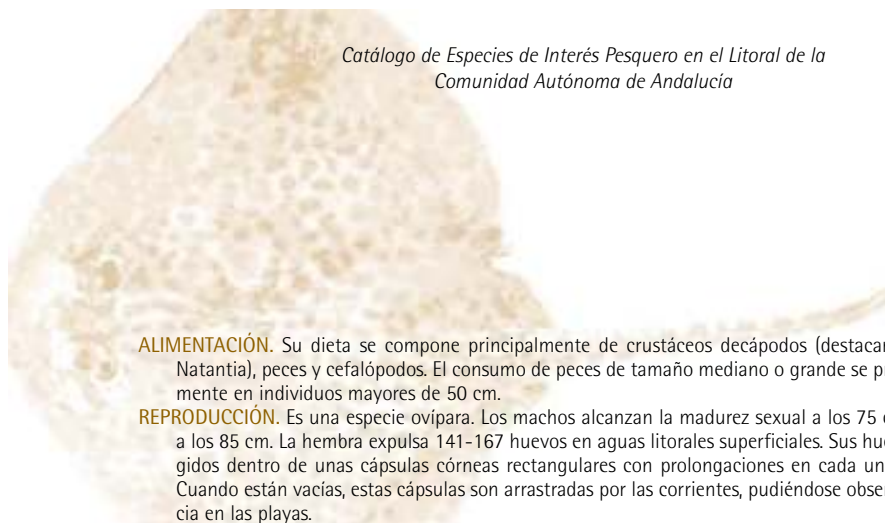 Catálogo de Especies de Interés Pesquero en el Litoral de la
Comunidad Autónoma de Andalucía
ALIMENTACIÓN. Su dieta se compone principalmente de crustáceos decápodos (destacan
Natantia), peces y cefalópodos. El consumo de peces de tamaño mediano o grande se p
mente en individuos mayores de 50 cm.
REPRODUCCIÓN. Es una especie ovípara. Los machos alcanzan la madurez sexual a los 75
a los 85 cm. La hembra expulsa 141-167 huevos en aguas litorales superficiales. Sus hue
gidos dentro de unas cápsulas córneas rectangulares con prolongaciones en cada un
Cuando están vacías, estas cápsulas son arrastradas por las corrientes, pudiéndose obser
cia en las playas.